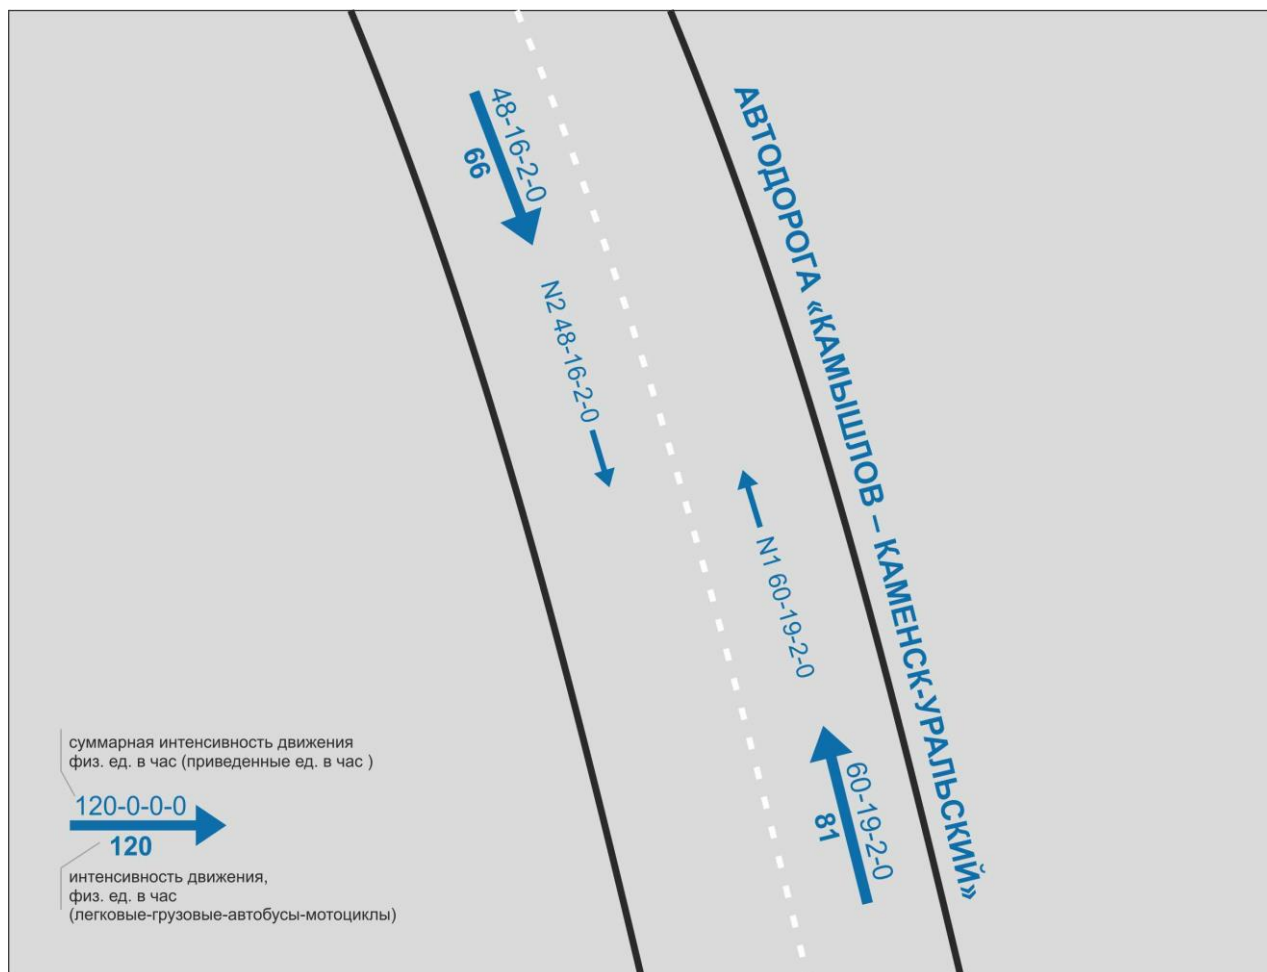 48-16-2-0
66
N2 48-16-2-0
АВТОДОРОГА «КАМЫШЛОВ – КАМЕНСК-УРАЛЬСКИЙ»
N1 60-19-2-0
60-19-2-0
81
суммарная интенсивность движения
физ. ед. в час (приведенные ед. в час )
120-0-0-0
120
интенсивность движения,
физ. ед. в час
(легковые-грузовые-автобусы-мотоциклы)